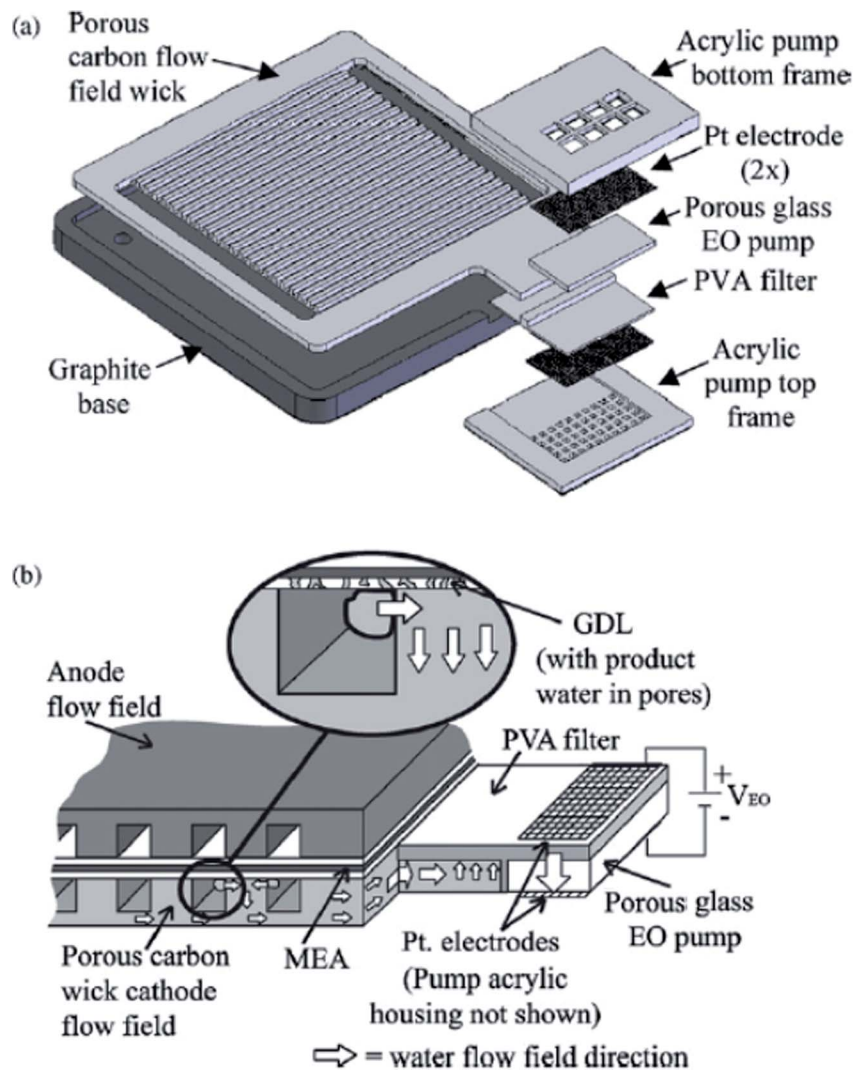 (a)
Porous
carbon flow
field wick
Acrylic pump
bottom frame
Pt electrode
(2x)
Porous glass
EO pump
PVA filter
Acrylic
pump top
frame
Graphite
base
(b)
GDL
(with product
water in pores)
Anode
flow field
PVA filter
+
VEO
-
Porous glass
EO pump
MEA
Pt. electrodes
(Pump acrylic
housing not shown)
Porous carbon
wick cathode
flow field
= water flow field direction